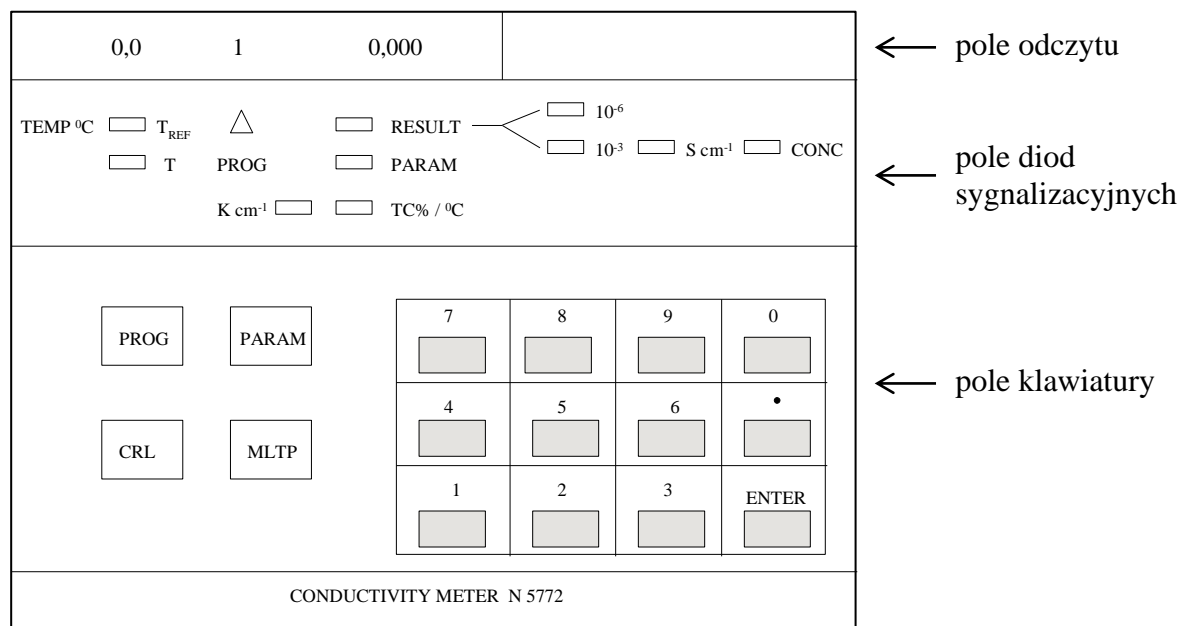 0,0 1 0,000
pole odczytu
TEMP ⁰C T_REF △ RESULT 10⁻⁶
T PROG PARAM 10⁻³ S cm⁻¹ CONC
K cm⁻¹ TC% / ⁰C
pole diod
sygnalizacyjnych
PROG PARAM
CRL MLTP
7 8 9 0
4 5 6 •
1 2 3 ENTER
pole klawiatury
CONDUCTIVITY METER N 5772